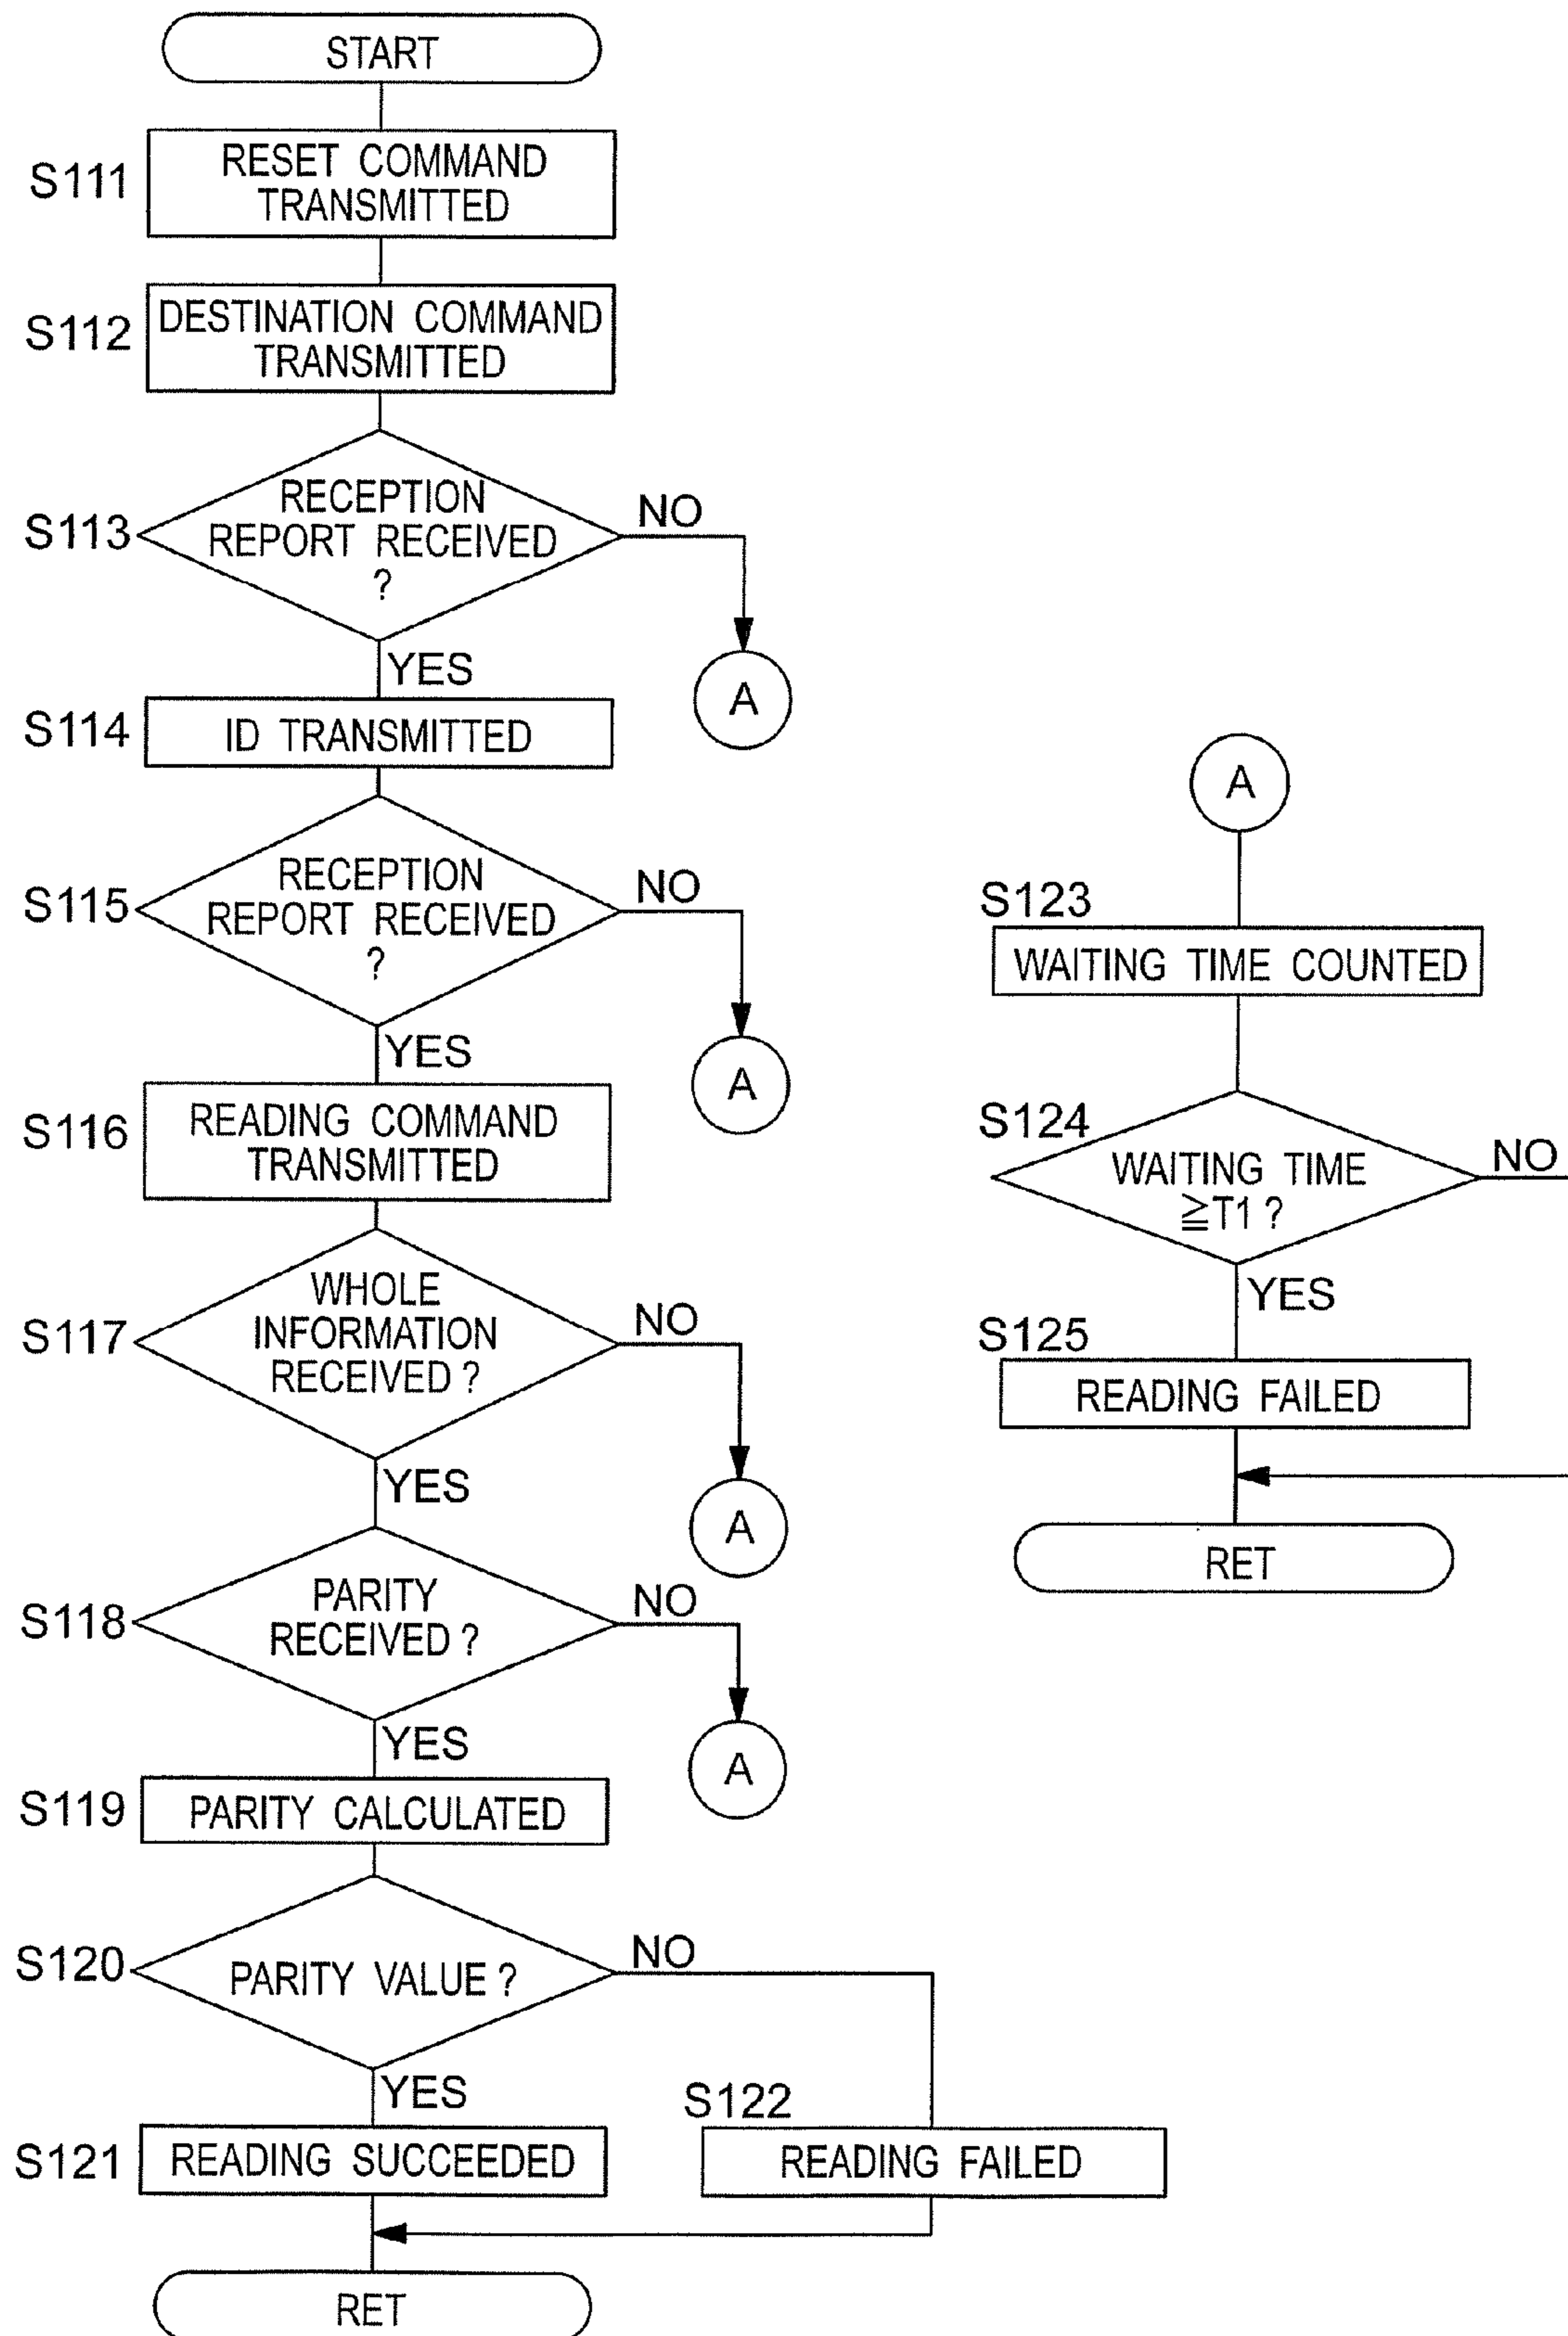 START
S111
RESET COMMAND
TRANSMITTED
S112
DESTINATION COMMAND
TRANSMITTED
S113
RECEPTION
REPORT RECEIVED
?
NO
A
YES
S114
ID TRANSMITTED
S115
RECEPTION
REPORT RECEIVED
?
NO
A
YES
S116
READING COMMAND
TRANSMITTED
S117
WHOLE
INFORMATION
RECEIVED ?
NO
A
YES
S118
PARITY
RECEIVED ?
NO
A
YES
S119
PARITY CALCULATED
S120
PARITY VALUE ?
NO
YES
S121
READING SUCCEEDED
S122
READING FAILED
RET
A
S123
WAITING TIME COUNTED
S124
WAITING TIME
≧T1 ?
NO
YES
S125
READING FAILED
RET